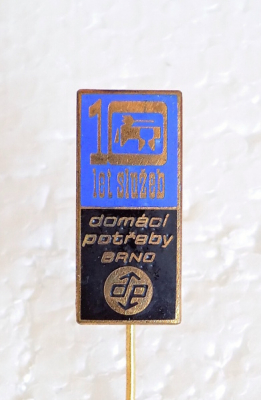 10
let služeb
domácí
potřeby
BRNO
dp